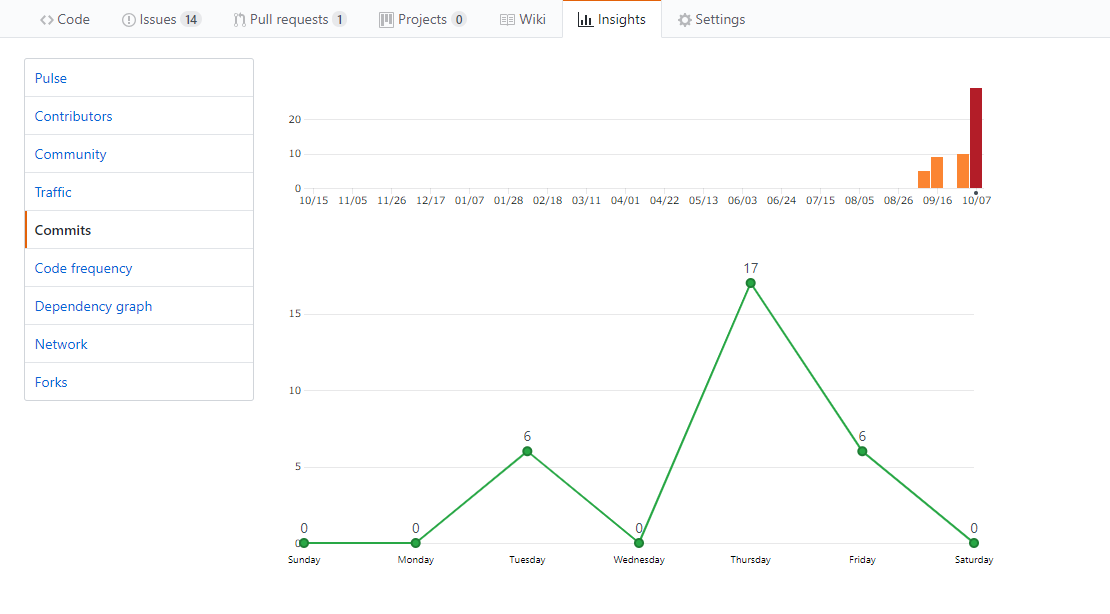 Code Issues 14 Pull requests 1 Projects 0 Wiki Insights Settings
Pulse
Contributors
Community
Traffic
Commits
Code frequency
Dependency graph
Network
Forks
20
10
0
10/15 11/05 11/26 12/17 01/07 01/28 02/18 03/11 04/01 04/22 05/13 06/03 06/24 07/15 08/05 08/26 09/16 10/07
17
15
10
6 6
5
0 0 0 0
0
Sunday Monday Tuesday Wednesday Thursday Friday Saturday